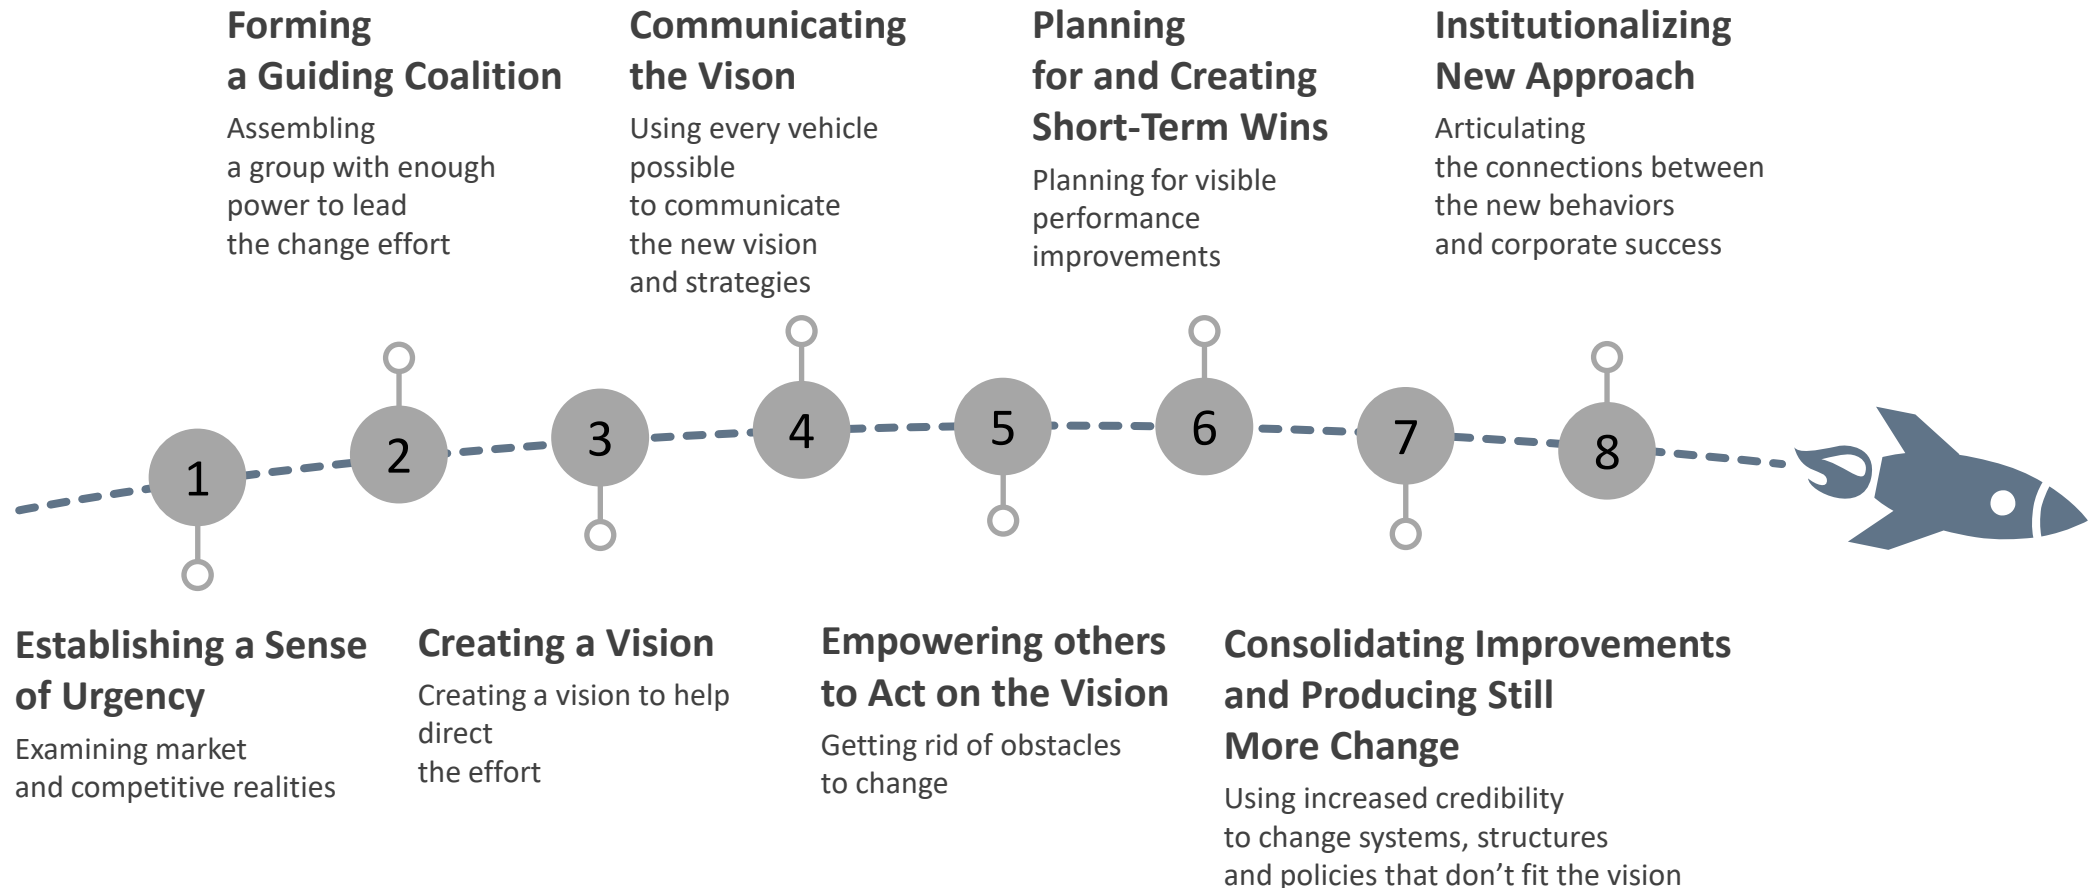 Forming
a Guiding Coalition
Assembling
a group with enough
power to lead
the change effort
Communicating
the Vison
Using every vehicle
possible
to communicate
the new vision
and strategies
Planning
for and Creating
Short-Term Wins
Planning for visible
performance
improvements
Institutionalizing
New Approach
Articulating
the connections between
the new behaviors
and corporate success
1
2
3
4
5
6
7
8
Establishing a Sense
of Urgency
Examining market
and competitive realities
Creating a Vision
Creating a vision to help
direct
the effort
Empowering others
to Act on the Vision
Getting rid of obstacles
to change
Consolidating Improvements
and Producing Still
More Change
Using increased credibility
to change systems, structures
and policies that don’t fit the vision